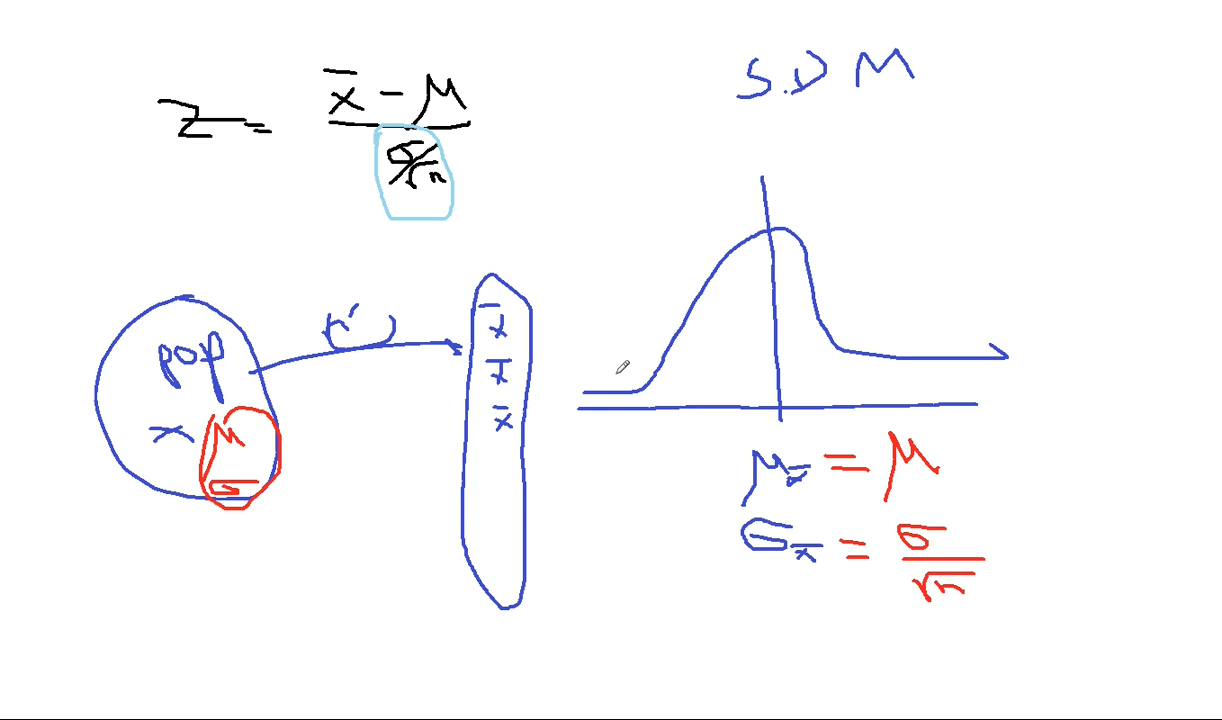 S.D M
z = (x̄ - μ) / (σ/√n)
pop
x μ
σ
n
x̄
x̄
x̄
μx̄ = μ
σx̄ = σ/√n